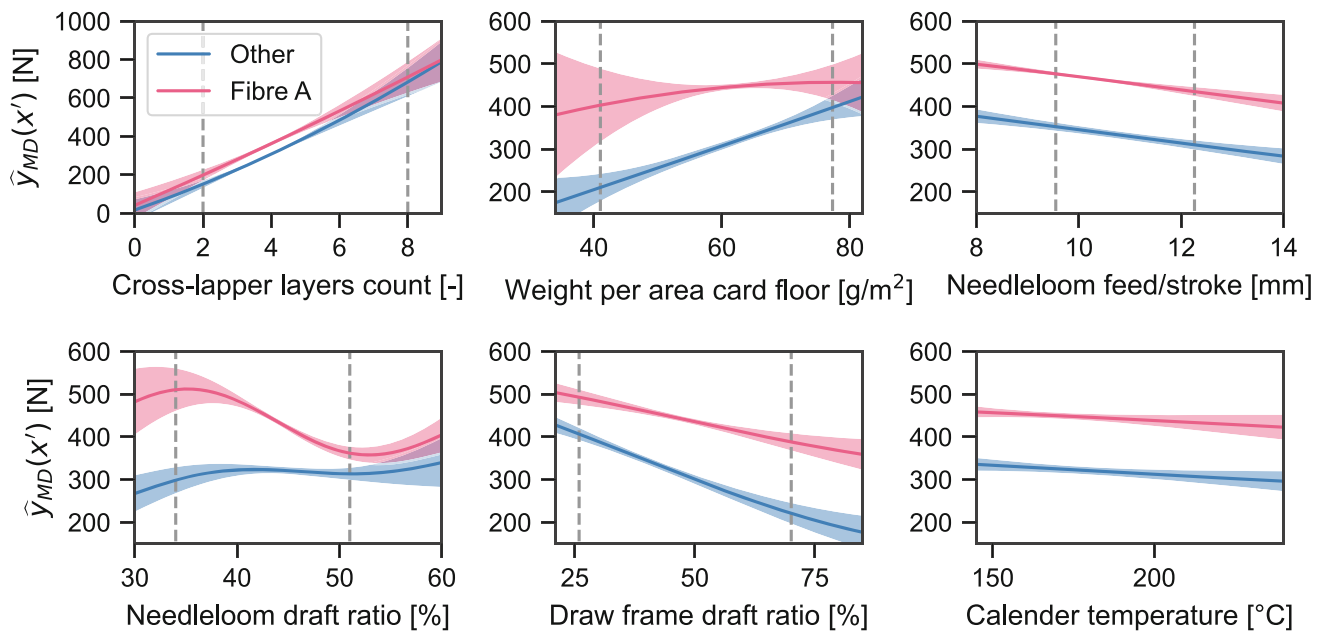 1000
800
600
400
200
0
ŷ_MD(x′) [N]
Other
Fibre A
0 2 4 6 8
Cross-lapper layers count [-]
600
500
400
300
200
40 60 80
Weight per area card floor [g/m²]
600
500
400
300
200
8 10 12 14
Needleloom feed/stroke [mm]
600
500
400
300
200
ŷ_MD(x′) [N]
30 40 50 60
Needleloom draft ratio [%]
600
500
400
300
200
25 50 75
Draw frame draft ratio [%]
600
500
400
300
200
150 200
Calender temperature [°C]